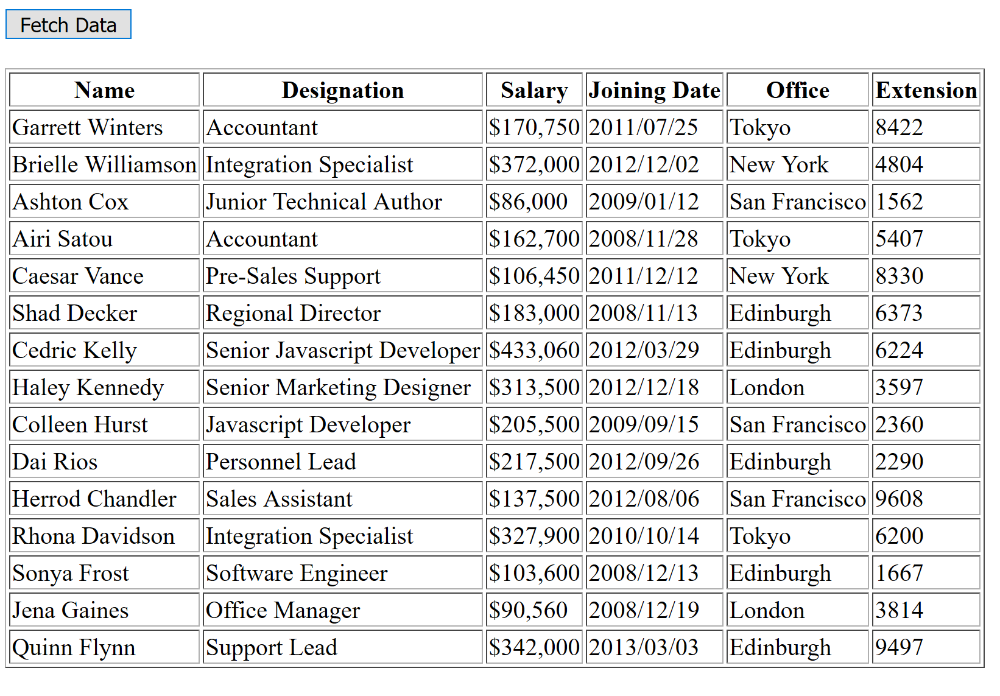 Fetch Data
Name Designation Salary Joining Date Office Extension
Garrett Winters Accountant $170,750 2011/07/25 Tokyo 8422
Brielle Williamson Integration Specialist $372,000 2012/12/02 New York 4804
Ashton Cox Junior Technical Author $86,000 2009/01/12 San Francisco 1562
Airi Satou Accountant $162,700 2008/11/28 Tokyo 5407
Caesar Vance Pre-Sales Support $106,450 2011/12/12 New York 8330
Shad Decker Regional Director $183,000 2008/11/13 Edinburgh 6373
Cedric Kelly Senior Javascript Developer $433,060 2012/03/29 Edinburgh 6224
Haley Kennedy Senior Marketing Designer $313,500 2012/12/18 London 3597
Colleen Hurst Javascript Developer $205,500 2009/09/15 San Francisco 2360
Dai Rios Personnel Lead $217,500 2012/09/26 Edinburgh 2290
Herrod Chandler Sales Assistant $137,500 2012/08/06 San Francisco 9608
Rhona Davidson Integration Specialist $327,900 2010/10/14 Tokyo 6200
Sonya Frost Software Engineer $103,600 2008/12/13 Edinburgh 1667
Jena Gaines Office Manager $90,560 2008/12/19 London 3814
Quinn Flynn Support Lead $342,000 2013/03/03 Edinburgh 9497